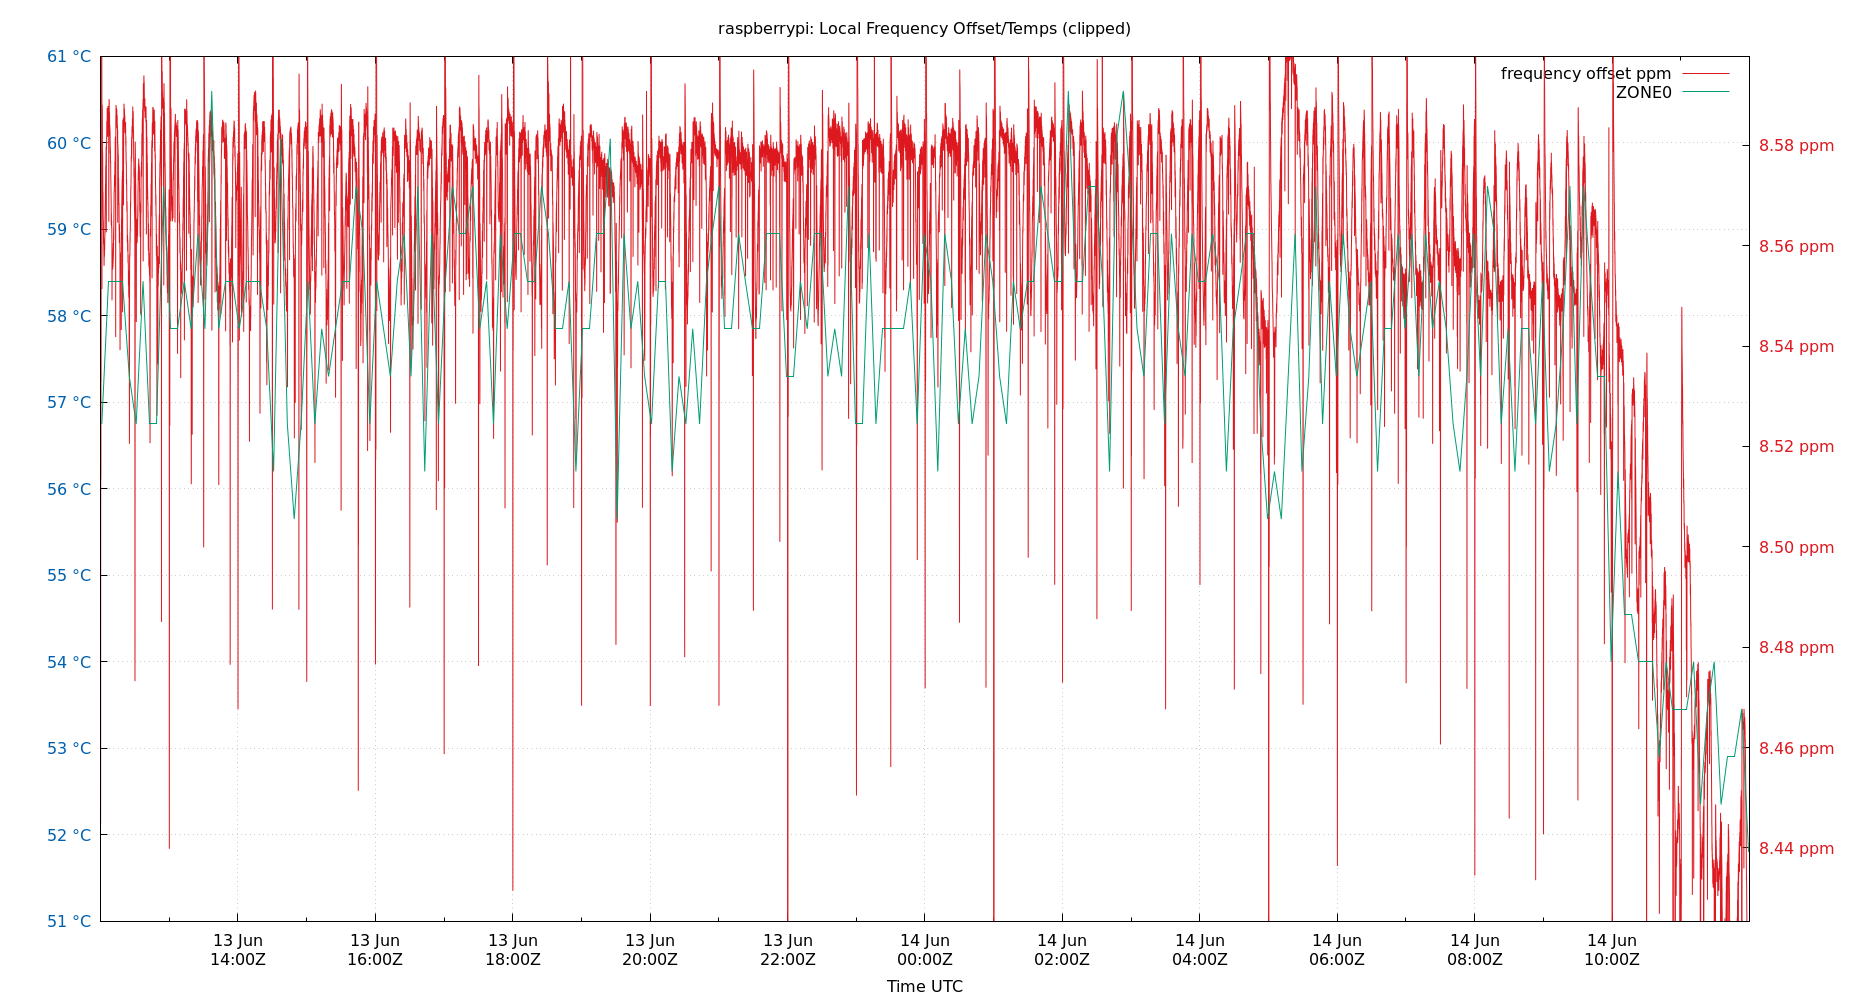 raspberrypi: Local Frequency Offset/Temps (clipped)
61 °C
60 °C
59 °C
58 °C
57 °C
56 °C
55 °C
54 °C
53 °C
52 °C
51 °C
frequency offset ppm
ZONE0
8.58 ppm
8.56 ppm
8.54 ppm
8.52 ppm
8.50 ppm
8.48 ppm
8.46 ppm
8.44 ppm
13 Jun 13 Jun 13 Jun 13 Jun 13 Jun 14 Jun 14 Jun 14 Jun 14 Jun 14 Jun 14 Jun
14:00Z 16:00Z 18:00Z 20:00Z 22:00Z 00:00Z 02:00Z 04:00Z 06:00Z 08:00Z 10:00Z
Time UTC